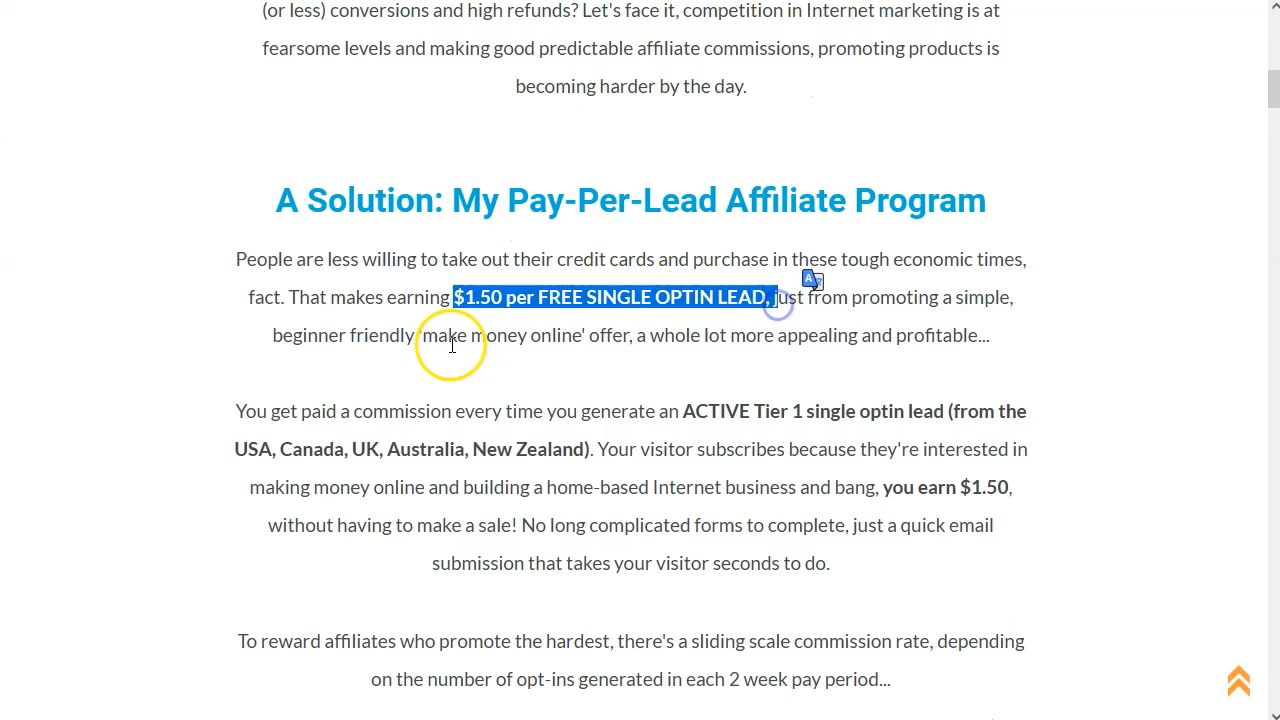 (or less) conversions and high refunds? Let's face it, competition in Internet marketing is at
fearsome levels and making good predictable affiliate commissions, promoting products is
becoming harder by the day.
A Solution: My Pay-Per-Lead Affiliate Program
People are less willing to take out their credit cards and purchase in these tough economic times,
fact. That makes earning $1.50 per FREE SINGLE OPTIN LEAD, just from promoting a simple,
beginner friendly 'make money online' offer, a whole lot more appealing and profitable...
You get paid a commission every time you generate an ACTIVE Tier 1 single optin lead (from the
USA, Canada, UK, Australia, New Zealand). Your visitor subscribes because they're interested in
making money online and building a home-based Internet business and bang, you earn $1.50,
without having to make a sale! No long complicated forms to complete, just a quick email
submission that takes your visitor seconds to do.
To reward affiliates who promote the hardest, there's a sliding scale commission rate, depending
on the number of opt-ins generated in each 2 week pay period...